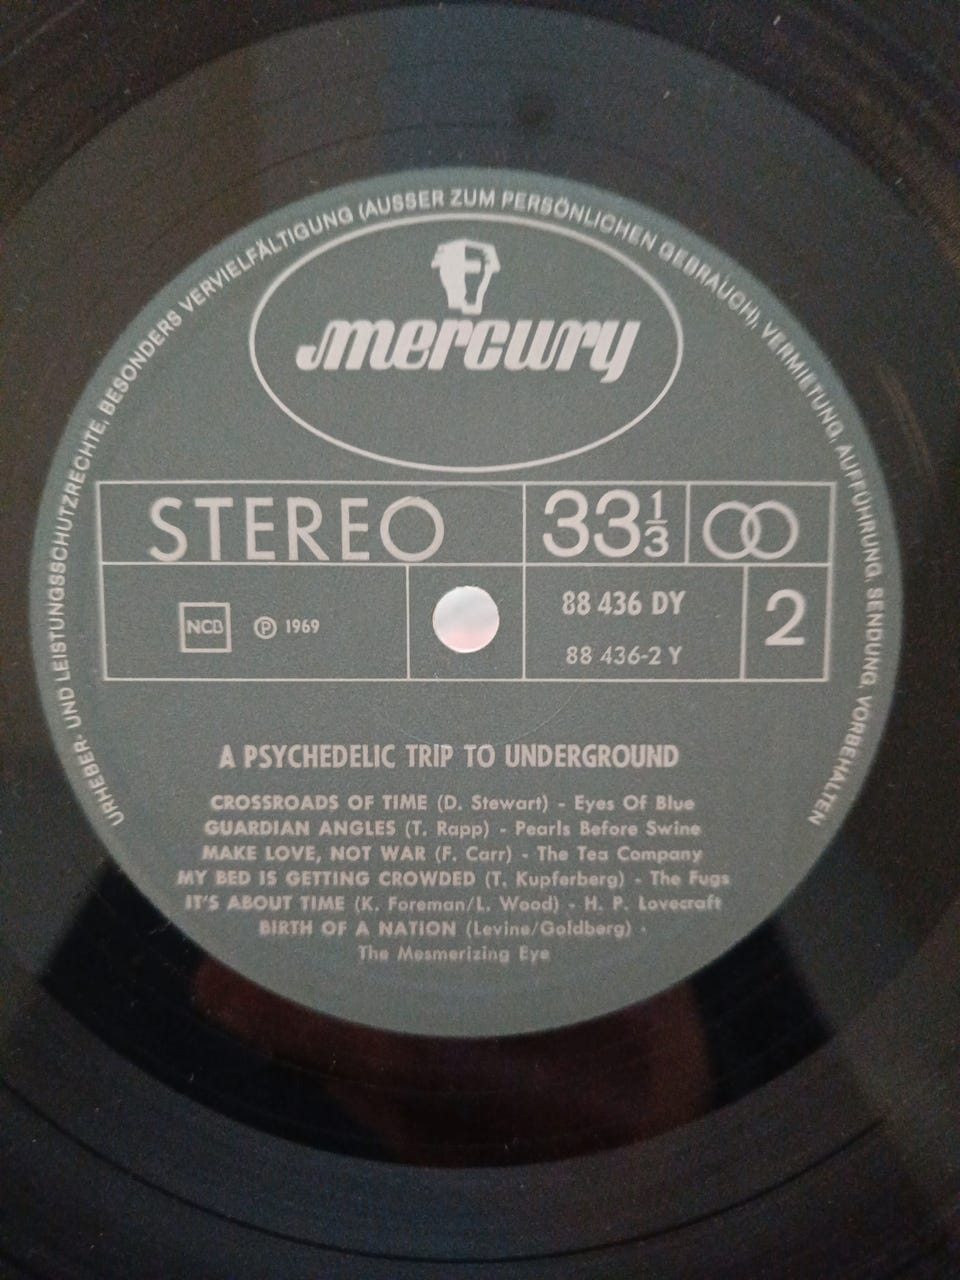 URHEBER- UND LEISTUNGSSCHUTZRECHTE, BESONDERS VERVIELFÄLTIGUNG (AUSSER ZUM PERSÖNLICHEN GEBRAUCH), VERMIETUNG, AUFFÜHRUNG, SENDUNG, VORBEHALTEN
mercury
STEREO 33 1/3
NCB ℗ 1969 88 436 DY 2
88 436-2 Y
A PSYCHEDELIC TRIP TO UNDERGROUND
CROSSROADS OF TIME (D. Stewart) - Eyes Of Blue
GUARDIAN ANGLES (T. Rapp) - Pearls Before Swine
MAKE LOVE, NOT WAR (F. Carr) - The Tea Company
MY BED IS GETTING CROWDED (T. Kupferberg) - The Fugs
IT'S ABOUT TIME (K. Foreman/L. Wood) - H. P. Lovecraft
BIRTH OF A NATION (Levine/Goldberg) -
The Mesmerizing Eye